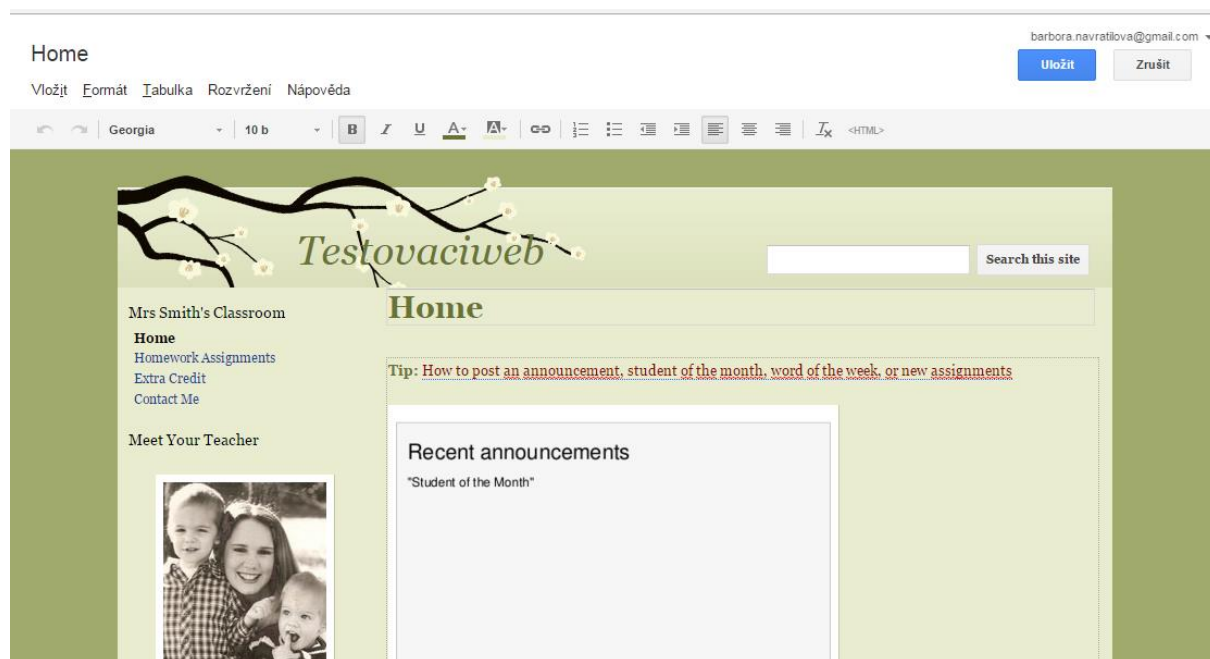 barbora.navratilova@gmail.com
Home
Uložit Zrušit
Vložit Formát Tabulka Rozvržení Nápověda
Georgia 10 b B I U A A 
<HTML>
Testovaciweb
Search this site
Mrs Smith's Classroom
Home
Home
Homework Assignments
Extra Credit
Contact Me
Tip: How to post an announcement, student of the month, word of the week, or new assignments
Meet Your Teacher
Recent announcements
"Student of the Month"